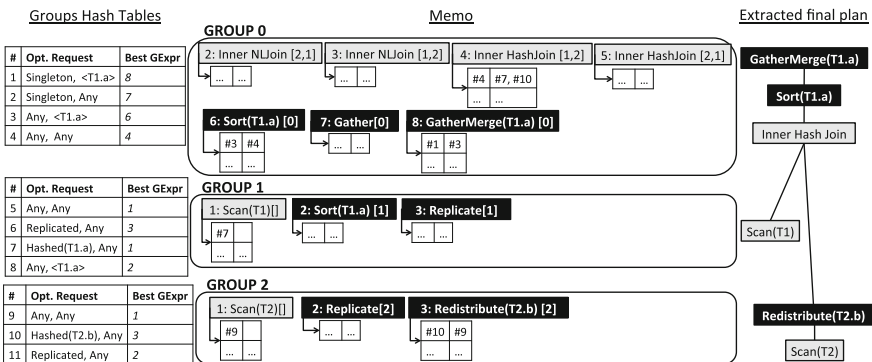 Groups Hash Tables
Memo
Extracted final plan
GROUP 0
# Opt. Request Best GExpr
1 Singleton, <T1.a> 8
2 Singleton, Any 7
3 Any, <T1.a> 6
4 Any, Any 4
2: Inner NLJoin [2,1]
... ...
3: Inner NLJoin [1,2]
... ...
4: Inner HashJoin [1,2]
#4 #7, #10
... ...
5: Inner HashJoin [2,1]
... ...
6: Sort(T1.a) [0]
#3 #4
... ...
7: Gather[0]
... ...
8: GatherMerge(T1.a) [0]
#1 #3
... ...
GROUP 1
# Opt. Request Best GExpr
5 Any, Any 1
6 Replicated, Any 3
7 Hashed(T1.a), Any 1
8 Any, <T1.a> 2
1: Scan(T1)[]
#7
... ...
2: Sort(T1.a) [1]
... ...
3: Replicate[1]
... ...
GROUP 2
# Opt. Request Best GExpr
9 Any, Any 1
10 Hashed(T2.b), Any 3
11 Replicated, Any 2
1: Scan(T2)[]
#9
... ...
2: Replicate[2]
... ...
3: Redistribute(T2.b) [2]
#10 #9
... ...
GatherMerge(T1.a)
Sort(T1.a)
Inner Hash Join
Scan(T1)
Redistribute(T2.b)
Scan(T2)